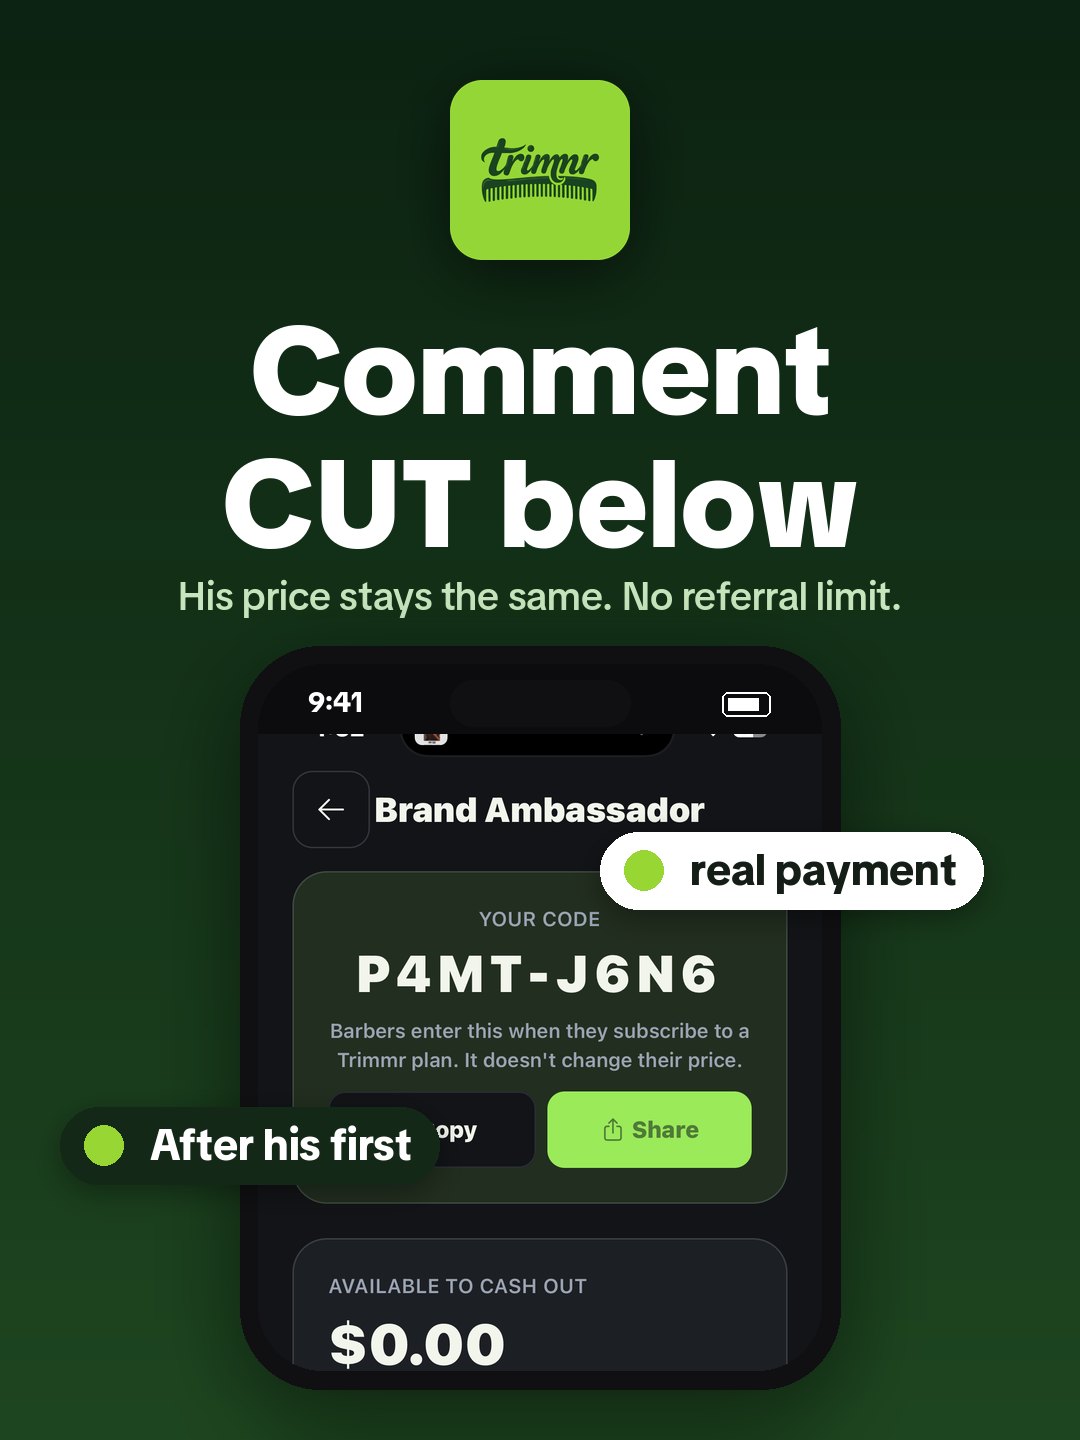 trimmr
Comment
CUT below
His price stays the same. No referral limit.
9:41
Brand Ambassador
real payment
YOUR CODE
P4MT-J6N6
Barbers enter this when they subscribe to a
Trimmr plan. It doesn't change their price.
After his first
opy
Share
AVAILABLE TO CASH OUT
$0.00